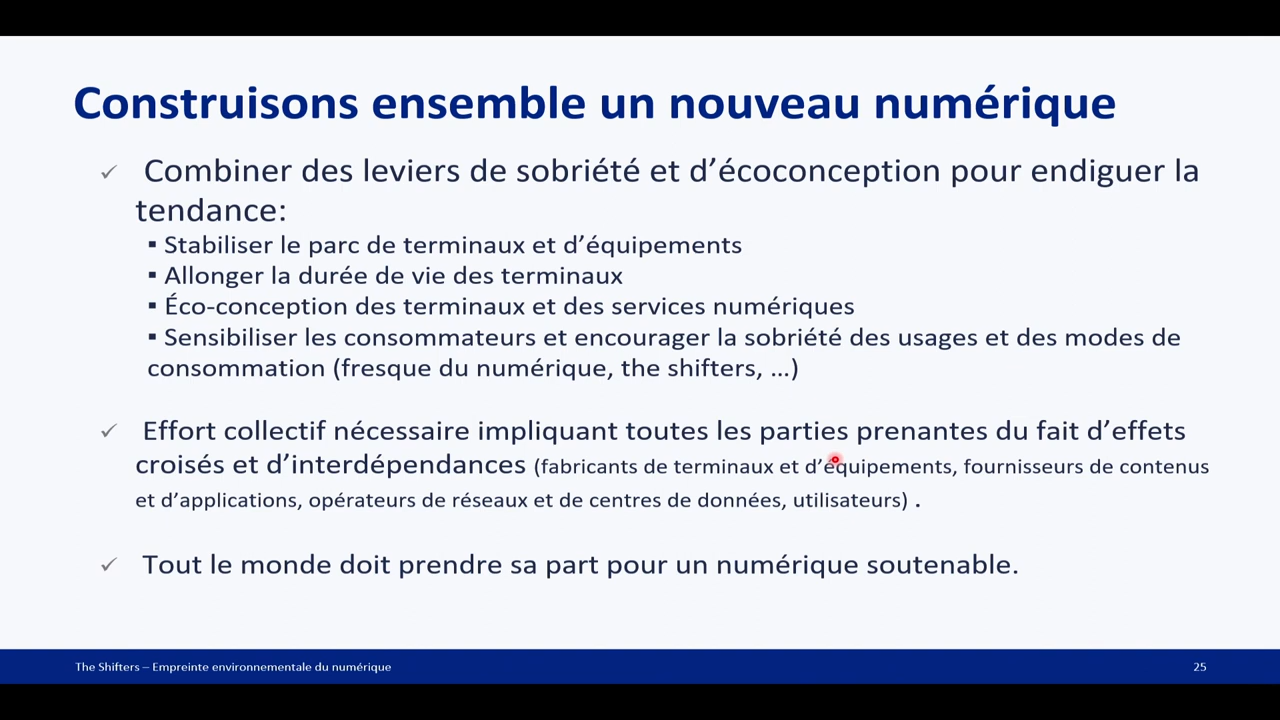 Construisons ensemble un nouveau numérique
✓ Combiner des leviers de sobriété et d’écoconception pour endiguer la
tendance:
▪ Stabiliser le parc de terminaux et d’équipements
▪ Allonger la durée de vie des terminaux
▪ Éco-conception des terminaux et des services numériques
▪ Sensibiliser les consommateurs et encourager la sobriété des usages et des modes de
consommation (fresque du numérique, the shifters, …)
✓ Effort collectif nécessaire impliquant toutes les parties prenantes du fait d’effets
croisés et d’interdépendances (fabricants de terminaux et d’équipements, fournisseurs de contenus
et d’applications, opérateurs de réseaux et de centres de données, utilisateurs) .
✓ Tout le monde doit prendre sa part pour un numérique soutenable.
The Shifters – Empreinte environnementale du numérique
25